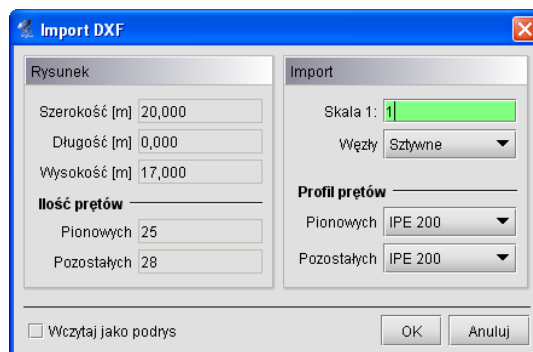 Import DXF
Rysunek
Szerokość [m] 20,000
Długość [m] 0,000
Wysokość [m] 17,000
Ilość prętów
Pionowych 25
Pozostałych 28
Import
Skala 1: 1
Węzły Sztywne
Profil prętów
Pionowych IPE 200
Pozostałych IPE 200
Wczytaj jako podrys
OK Anuluj